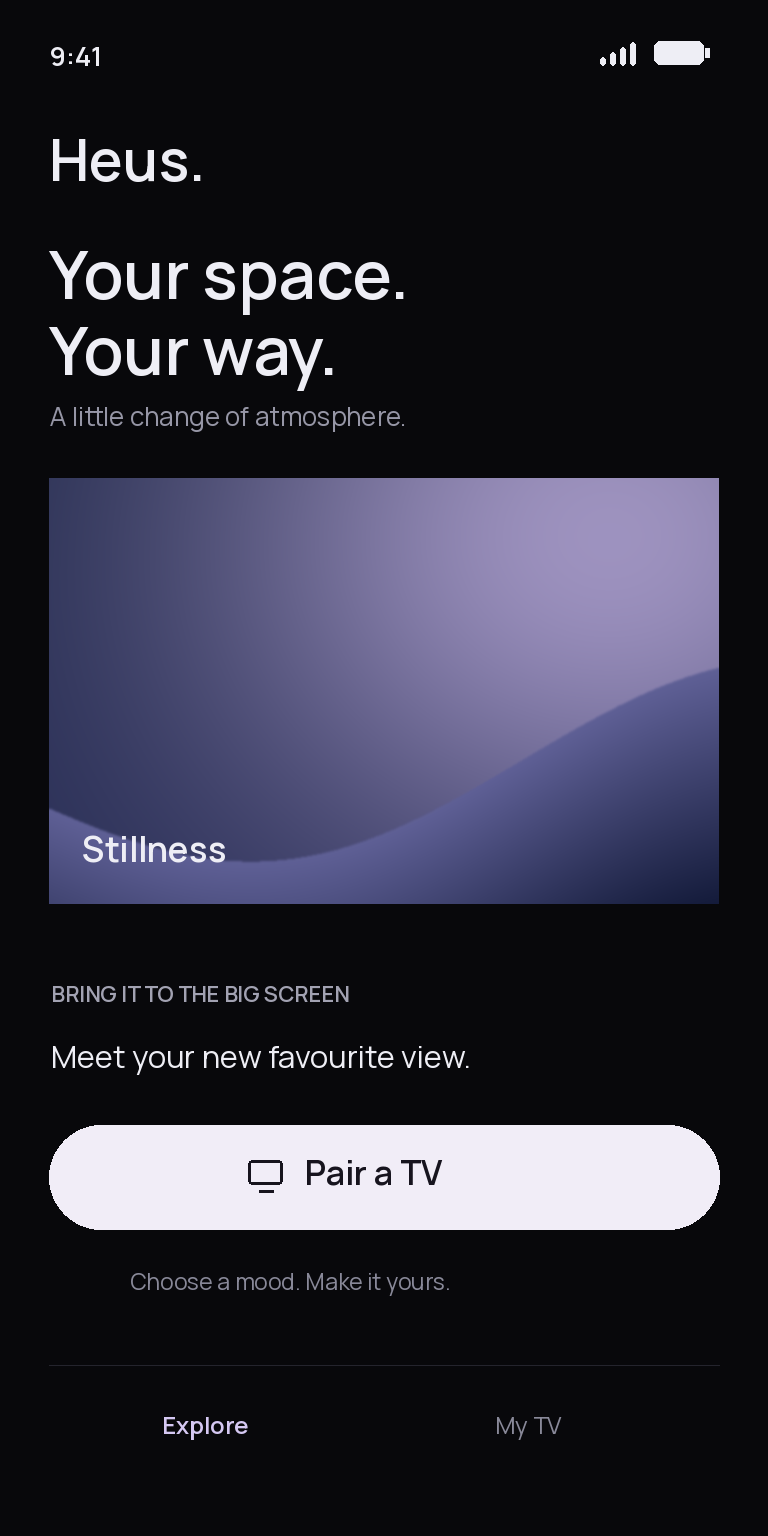 9:41
Heus.
Your space.
Your way.
A little change of atmosphere.
Stillness
BRING IT TO THE BIG SCREEN
Meet your new favourite view.
Pair a TV
Choose a mood. Make it yours.
Explore
My TV